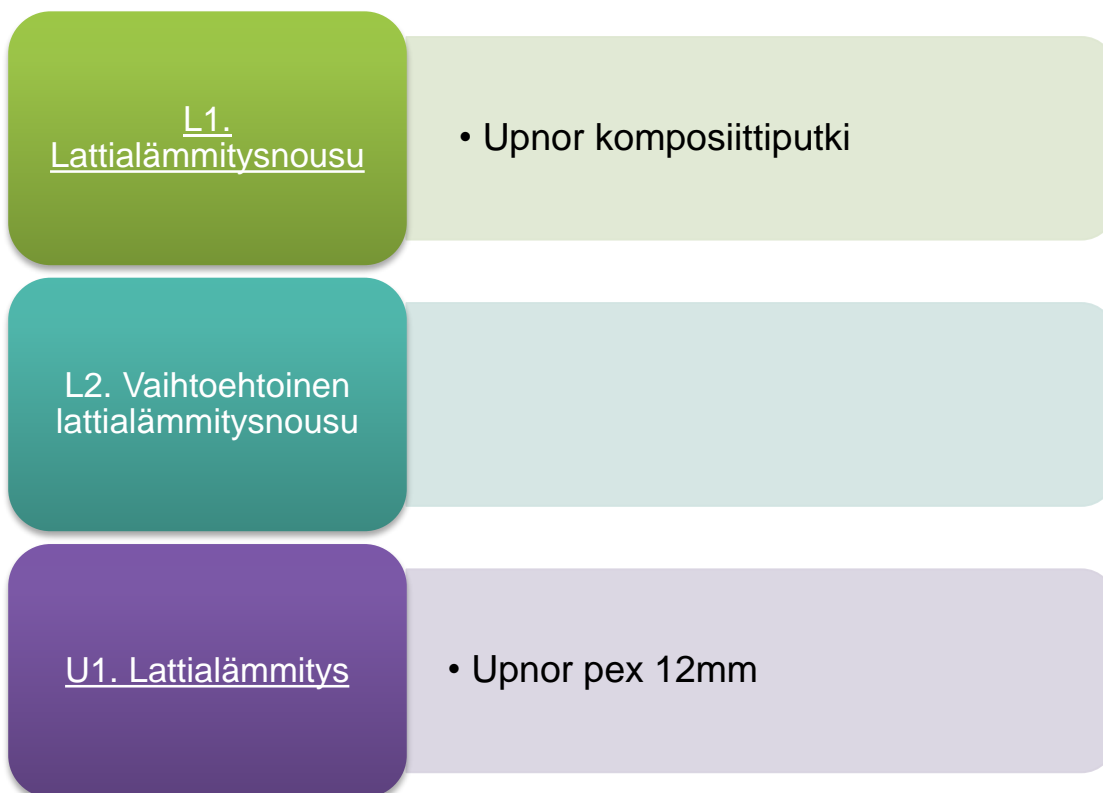 L1.
Lattialämmitysnousu
• Upnor komposiittiputki
L2. Vaihtoehtoinen
lattialämmitysnousu
U1. Lattialämmitys
• Upnor pex 12mm